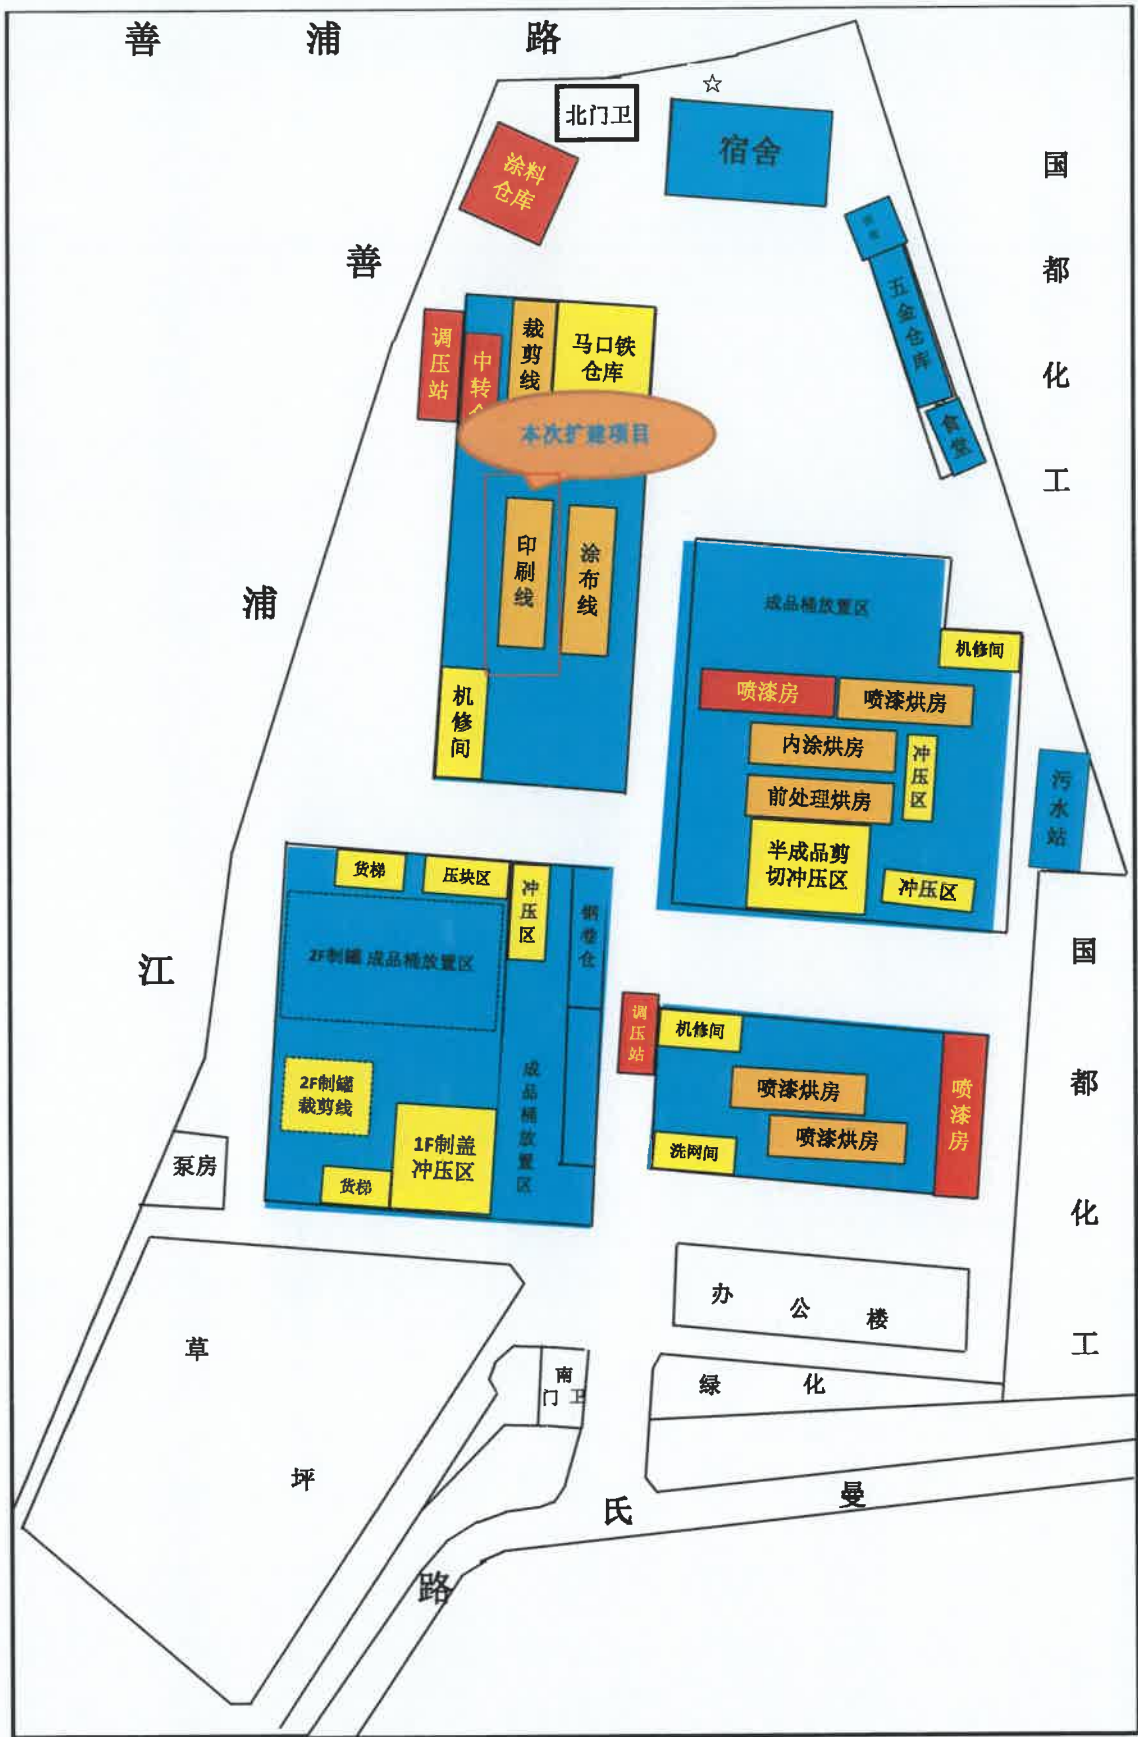 善浦路
北门卫
宿舍
涂料
仓库
善浦江
国都化工
五金仓库
食堂
调压站
中转仓
裁剪线
马口铁
仓库
本次扩建项目
印刷线
涂布线
机修间
成品桶放置区
机修间
喷漆房
喷漆烘房
内涂烘房
冲压区
前处理烘房
半成品剪
切冲压区
冲压区
污水站
货梯
压块区
冲压区
钢卷仓
2F制罐 成品桶放置区
2F制罐
裁剪线
1F制盖
冲压区
货梯
成品桶放置区
泵房
调压站
机修间
喷漆烘房
喷漆烘房
洗网间
喷漆房
国都化工
办公楼
绿化
南
门卫
草坪
曼氏路